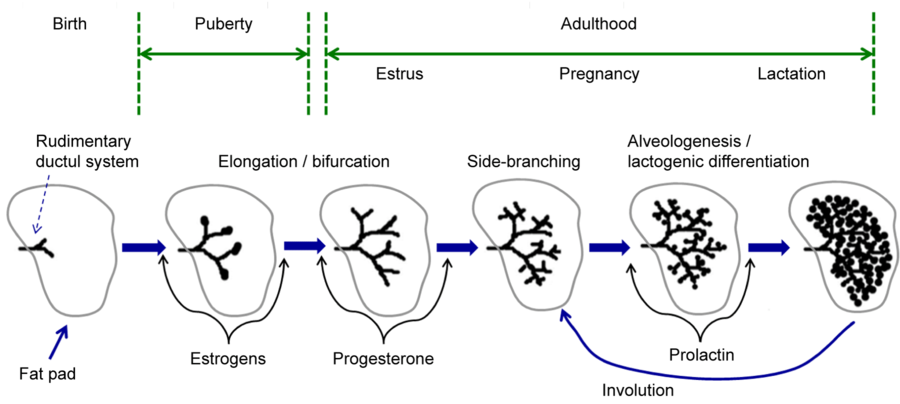 Birth
Puberty
Adulthood
Estrus
Pregnancy
Lactation
Rudimentary
ductul system
Elongation / bifurcation
Side-branching
Alveologenesis /
lactogenic differentiation
Estrogens
Progesterone
Prolactin
Fat pad
Involution